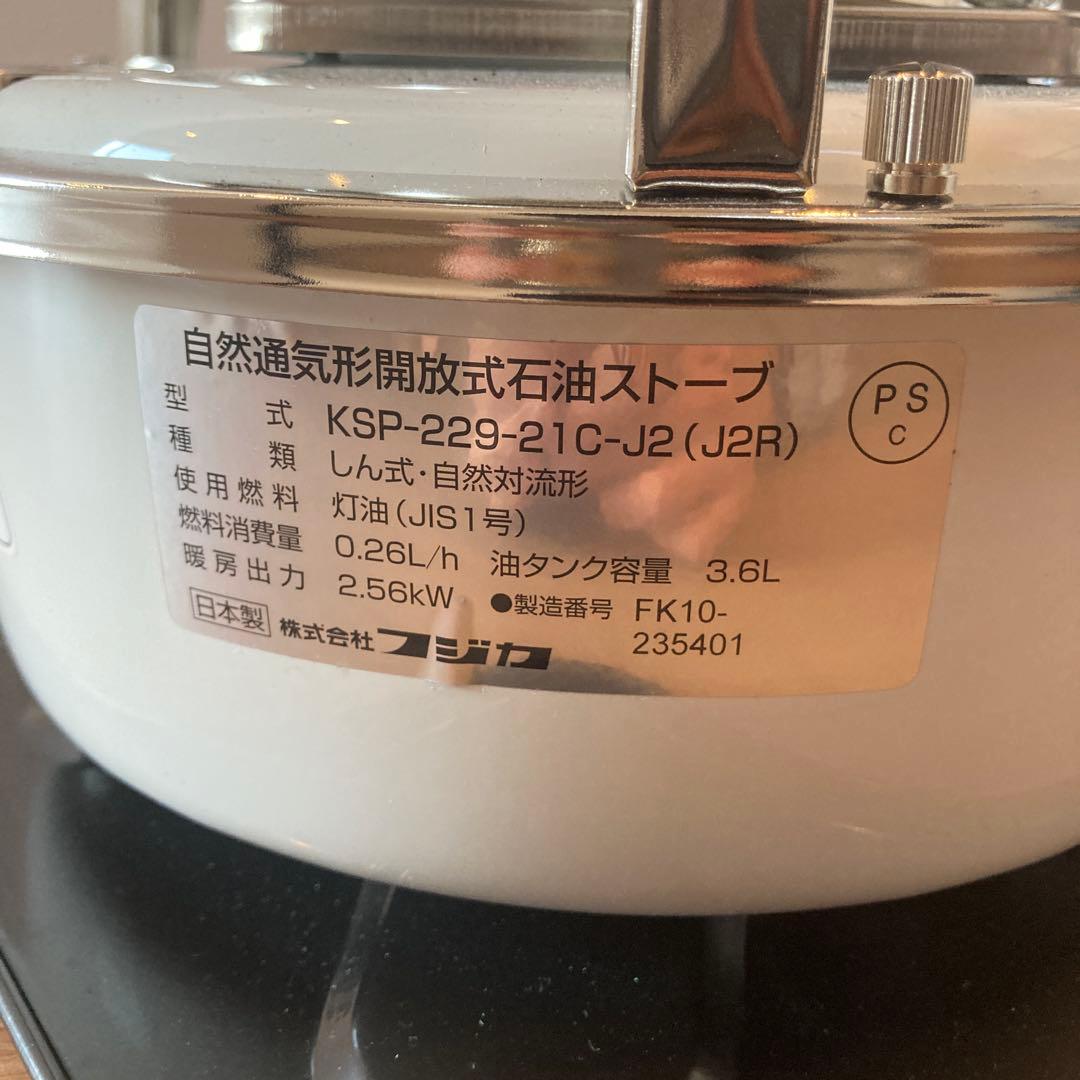 自然通気形開放式石油ストーブ
PSC
型式 KSP-229-21C-J2(J2R)
種類 しん式・自然対流形
使用燃料 灯油(JIS1号)
燃料消費量 0.26L/h 油タンク容量 3.6L
暖房出力 2.56kW ●製造番号 FK10-
235401
日本製 株式会社フジカ